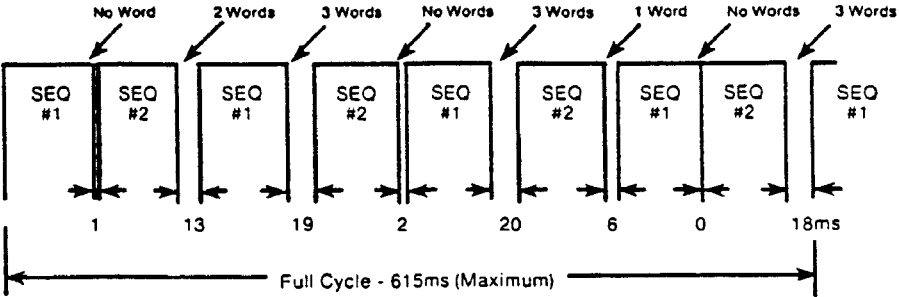 No Word 2 Words 3 Words No Words 3 Words 1 Word No Words 3 Words
SEQ #1 SEQ #2 SEQ #1 SEQ #2 SEQ #1 SEQ #2 SEQ #1 SEQ #2 SEQ #1
1 13 19 2 20 6 0 18ms
Full Cycle - 615ms (Maximum)